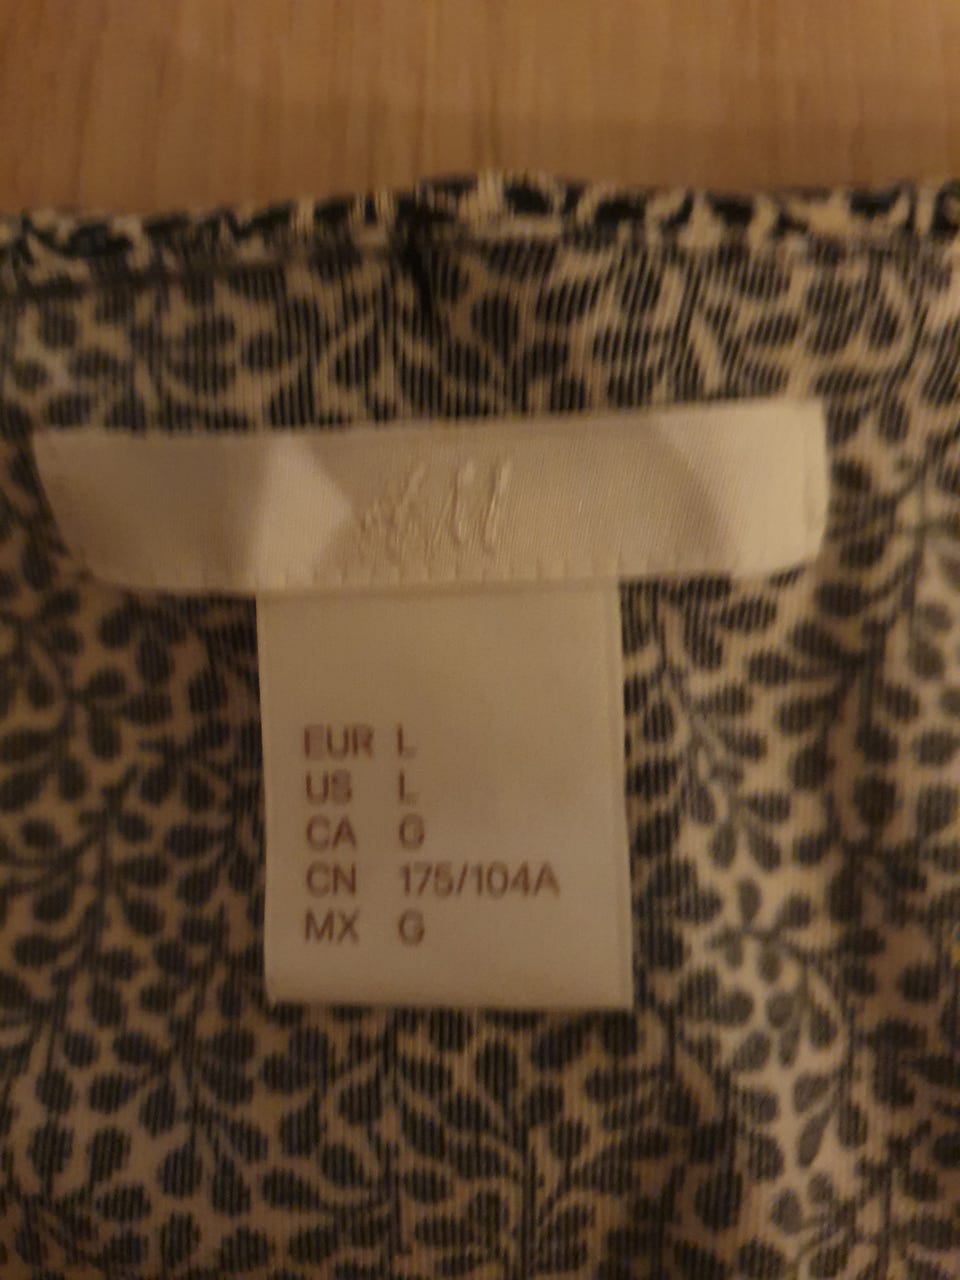 H&M
EUR L
US L
CA G
CN 175/104A
MX G